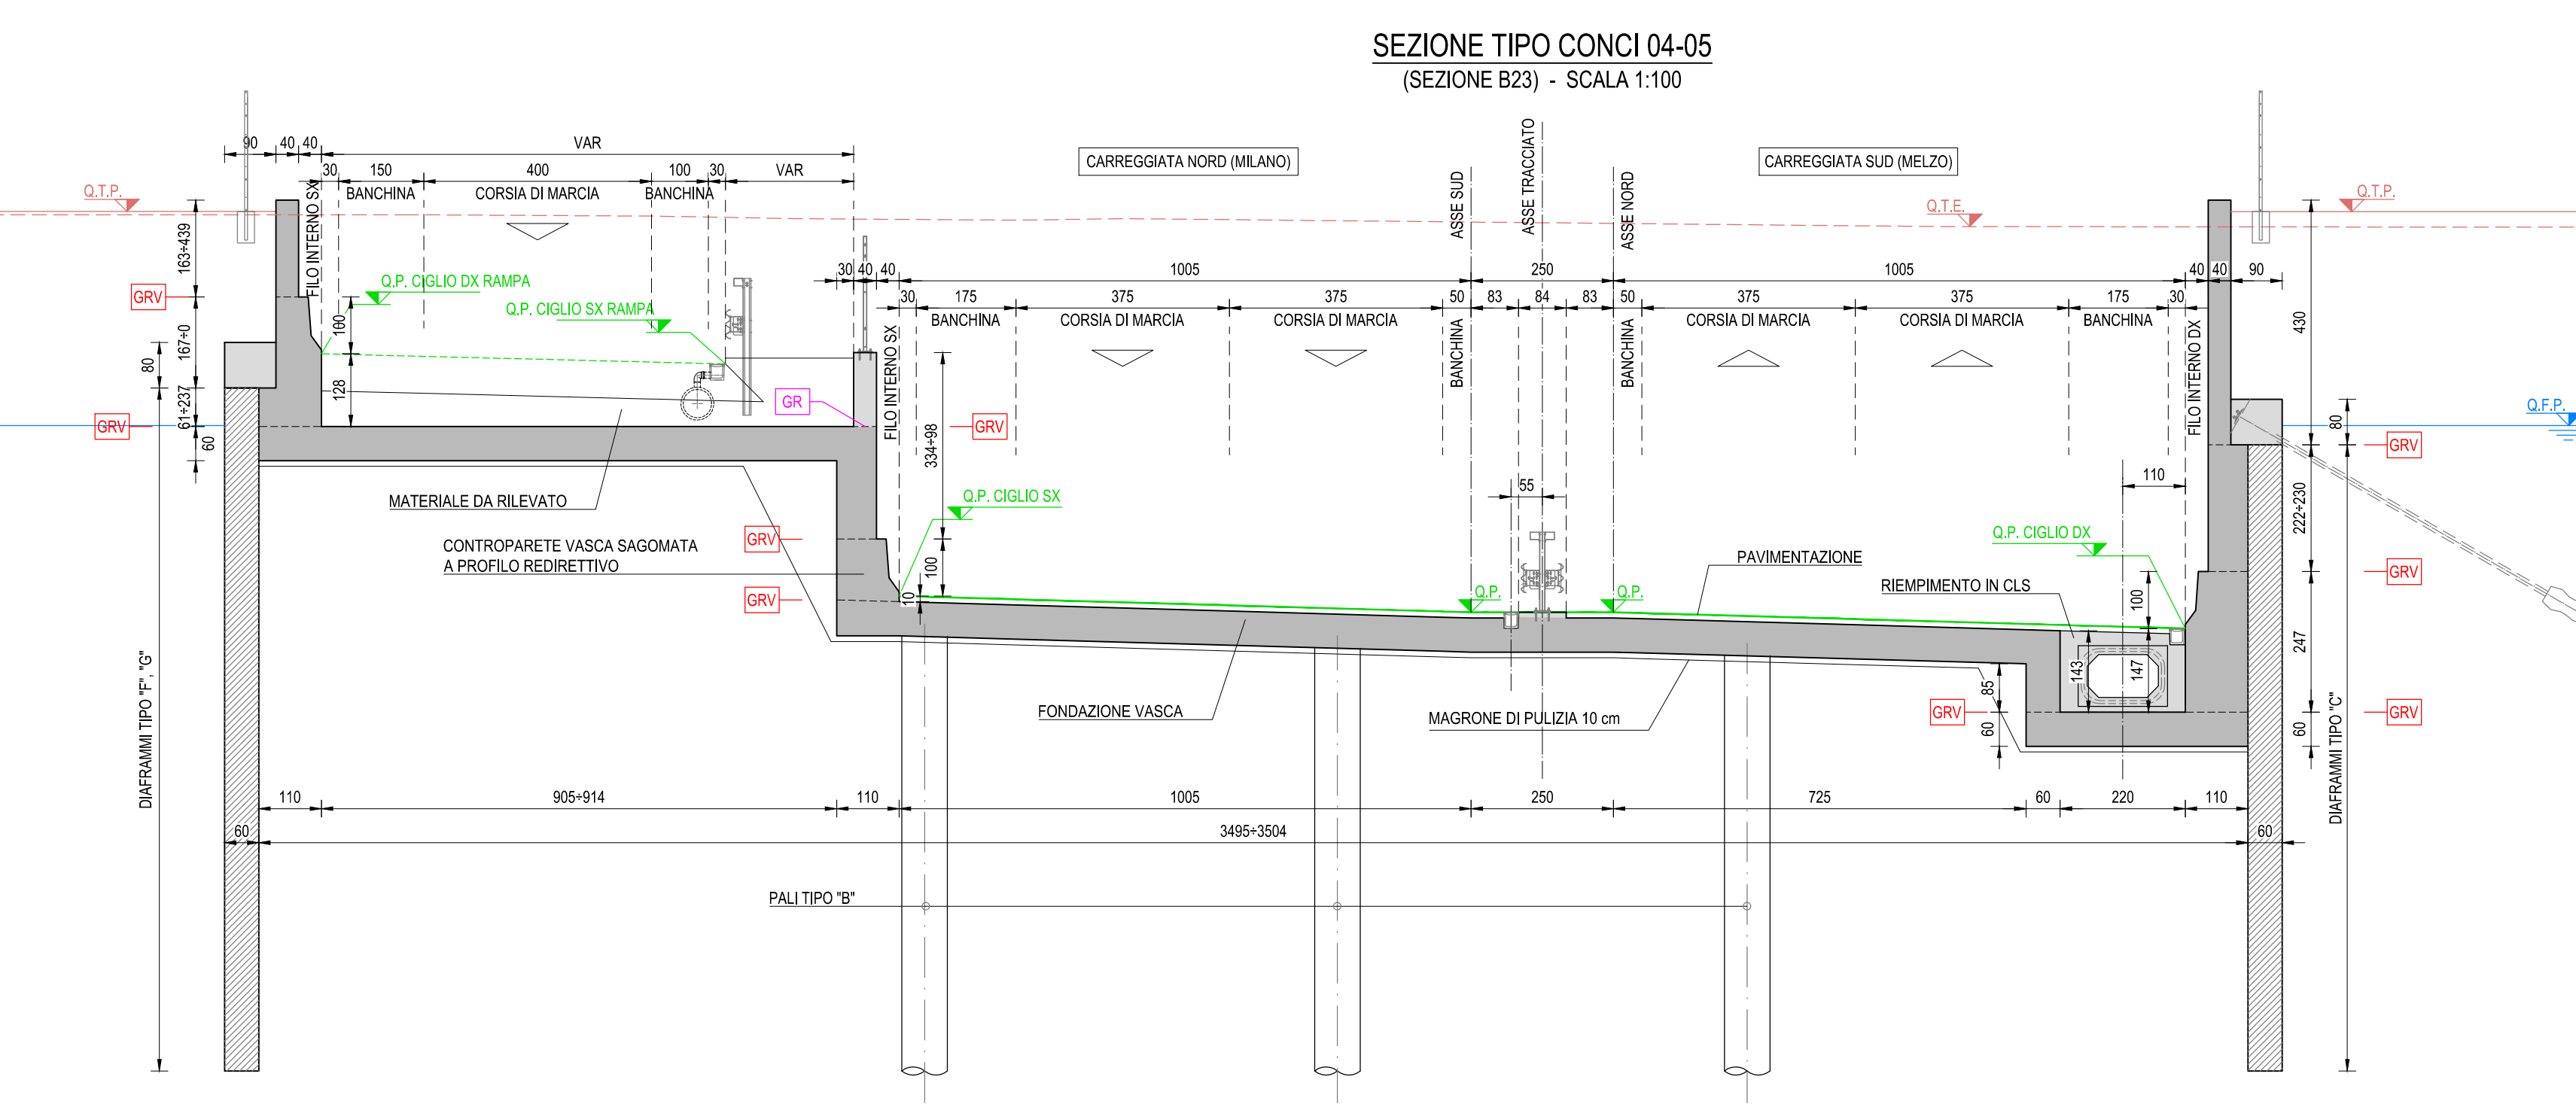 SEZIONE TIPO CONCI 04-05
(SEZIONE B23) - SCALA 1:100
90 40 40 VAR
CARREGGIATA NORD (MILANO)
CARREGGIATA SUD (MELZO)
ASSE SUD
ASSE TRACCIATO
ASSE NORD
30 150 400 100 30 VAR
BANCHINA CORSIA DI MARCIA BANCHINA
Q.T.P.
Q.T.E.
Q.T.P.
FILO INTERNO SX
163÷439
167÷0
80
61÷237
60
GRV
GRV
Q.P. CIGLIO DX RAMPA
Q.P. CIGLIO SX RAMPA
100
128
GR
30 40 40 1005 250 1005 40 40 90
30 175 375 375 50 83 84 83 50 375 375 175 30
BANCHINA CORSIA DI MARCIA CORSIA DI MARCIA BANCHINA BANCHINA CORSIA DI MARCIA CORSIA DI MARCIA BANCHINA
FILO INTERNO SX
FILO INTERNO DX
334÷98
GRV
430
80
Q.F.P.
GRV
MATERIALE DA RILEVATO
Q.P. CIGLIO SX
55
110
222÷230
CONTROPARETE VASCA SAGOMATA
A PROFILO REDIRETTIVO
GRV
100
Q.P. CIGLIO DX
PAVIMENTAZIONE
RIEMPIMENTO IN CLS
GRV
GRV
10
Q.P.
Q.P.
100
247
143
147
85
60
60
GRV
GRV
FONDAZIONE VASCA
MAGRONE DI PULIZIA 10 cm
DIAFRAMMI TIPO "F", "G"
DIAFRAMMI TIPO "C"
110 905÷914 110 1005 250 725 60 220 110
60 3495÷3504 60
PALI TIPO "B"